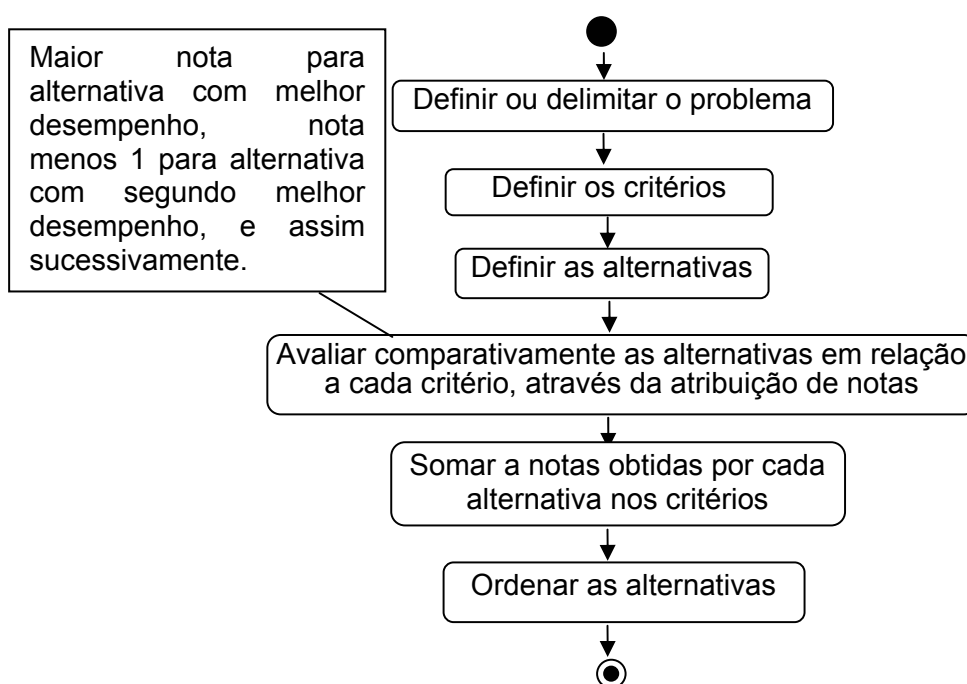 Maior nota para
alternativa com melhor
desempenho, nota
menos 1 para alternativa
com segundo melhor
desempenho, e assim
sucessivamente.
Definir ou delimitar o problema
Definir os critérios
Definir as alternativas
Avaliar comparativamente as alternativas em relação
a cada critério, através da atribuição de notas
Somar a notas obtidas por cada
alternativa nos critérios
Ordenar as alternativas